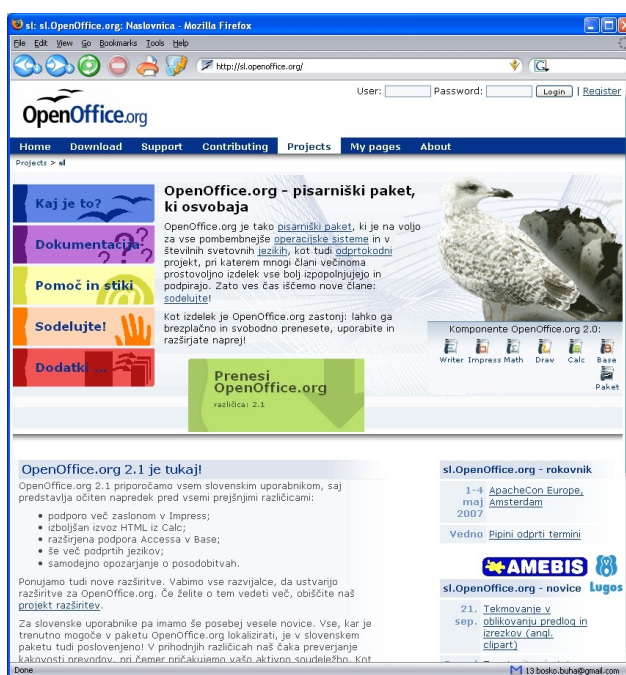 sl: sl.OpenOffice.org: Naslovnica - Mozilla Firefox
File Edit View Go Bookmarks Tools Help
http://sl.openoffice.org/
G
User: Password: Login | Register
OpenOffice.org
Home Download Support Contributing Projects My pages About
Projects > sl
Kaj je to?
Dokumentacija
Pomoč in stiki
Sodelujte!
Dodatki ...
OpenOffice.org – pisarniški paket,
ki osvobaja
OpenOffice.org je tako pisarniški paket, ki je na voljo
za vse pombembnejše operacijske sisteme in v
številnih svetovnih jezikih, kot tudi odprtokodni
projekt, pri katerem mnogi člani večinoma
prostovoljno izdelek vse bolj izpopolnjujejo in
podpirajo. Zato ves čas iščemo nove člane:
sodelujte!
Kot izdelek je OpenOffice.org zastonj: lahko ga
brezplačno in svobodno prenesete, uporabite in
razširjate naprej!
Komponente OpenOffice.org 2.0:
Writer Impress Math Draw Calc Base
Paket
Prenesi
OpenOffice.org
različica: 2.1
OpenOffice.org 2.1 je tukaj!
OpenOffice.org 2.1 priporočamo vsem slovenskim uporabnikom, saj
predstavlja očiten napredek pred vsemi prejšnjimi različicami:
• podporo več zaslonom v Impress;
• izboljšan izvoz HTML iz Calc;
• razširjena podpora Accessa v Base;
• še več podprtih jezikov;
• samodejno opozarjanje o posodobitvah.
Ponujamo tudi nove razširitve. Vabimo vse razvijalce, da ustvarijo
razširitve za OpenOffice.org. Če želite o tem vedeti več, obiščite naš
projekt razširitev.
Za slovenske uporabnike pa imamo še posebej vesele novice. Vse, kar je
trenutno mogoče v paketu OpenOffice.org lokalizirati, je v slovenskem
paketu tudi poslovenjeno! V prihodnjih različicah naš čaka preverjanje
kakovosti prevodov, pri čemer pričakujemo vašo aktivno soudeležbo. Kot
sl.OpenOffice.org - rokovnik
1-4 ApacheCon Europe,
maj Amsterdam
2007
Vedno Pipini odprti termini
AMEBIS
Lugos
sl.OpenOffice.org - novice
21. Tekmovanje v
sep. oblikovanju predlog in
izrezkov (angl.
clipart)
Done
13 bosko.buha@gmail.com